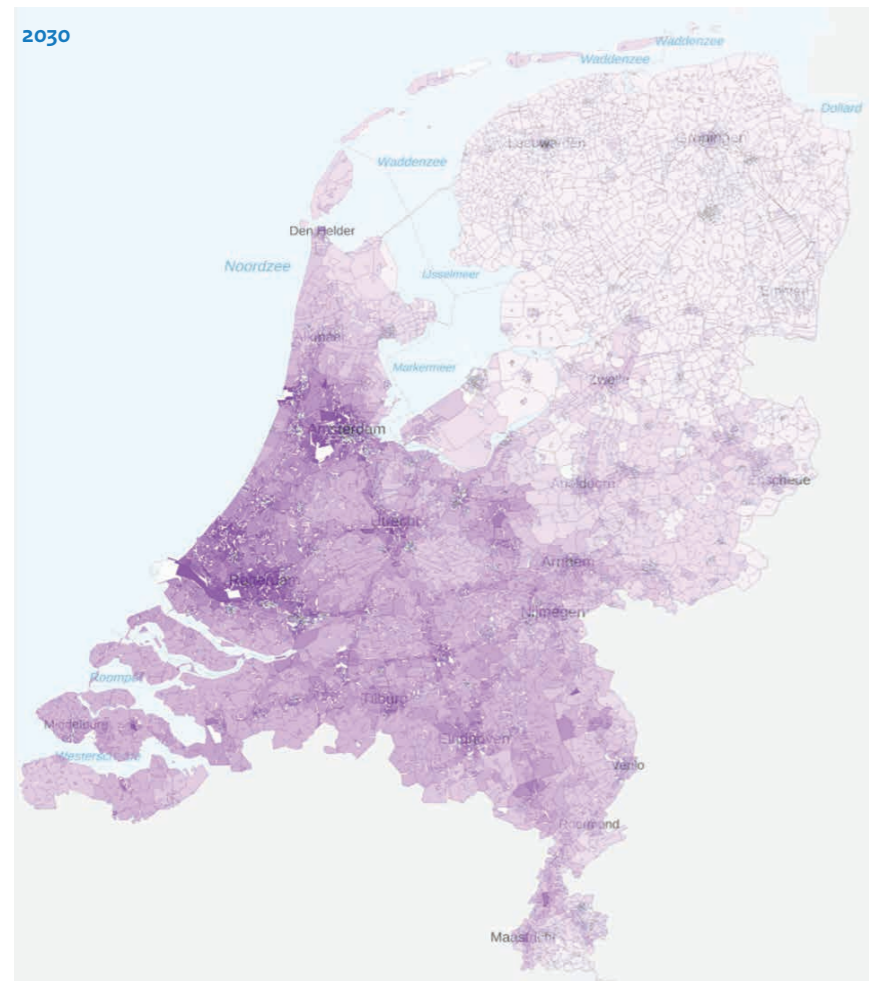 2030
Waddenzee
Waddenzee
Dollard
Leeuwarden
Groningen
Waddenzee
Den Helder
Noordzee
IJsselmeer
Emmen
Alkmaar
Markermeer
Zwolle
Amsterdam
Apeldoorn
Enschede
Utrecht
Arnhem
Rotterdam
Nijmegen
Roompot
Tilburg
Middelburg
Eindhoven
Westerschelde
Venlo
Roermond
Maastricht